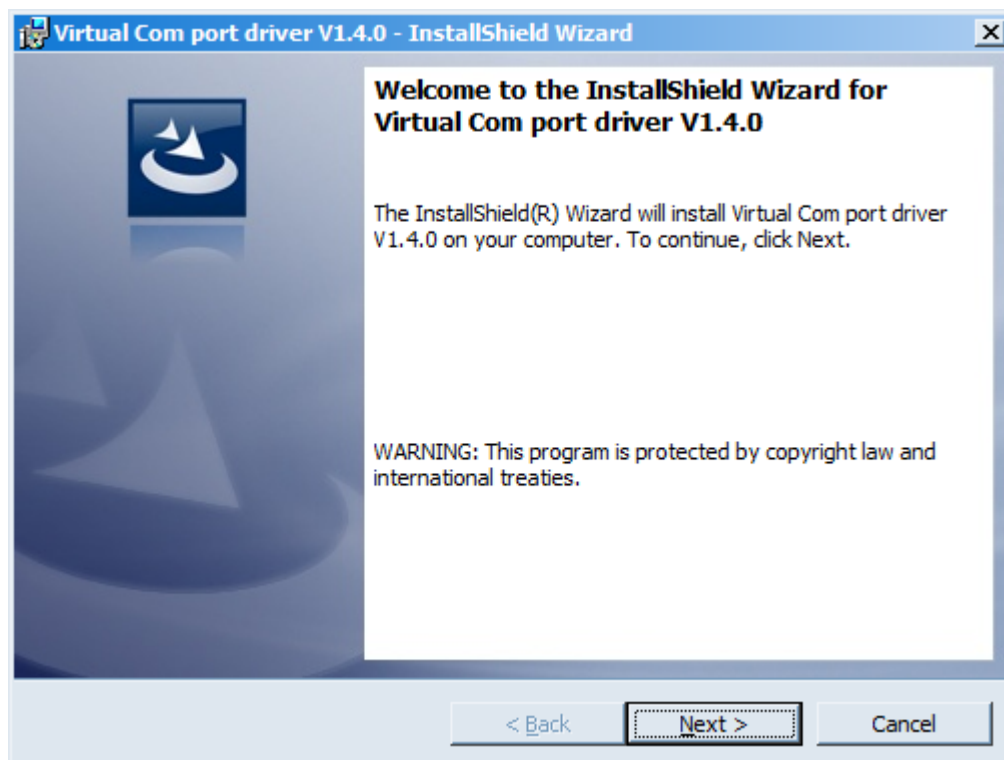 Virtual Com port driver V1.4.0 - InstallShield Wizard
Welcome to the InstallShield Wizard for
Virtual Com port driver V1.4.0
The InstallShield(R) Wizard will install Virtual Com port driver
V1.4.0 on your computer. To continue, click Next.
WARNING: This program is protected by copyright law and
international treaties.
< Back Next > Cancel